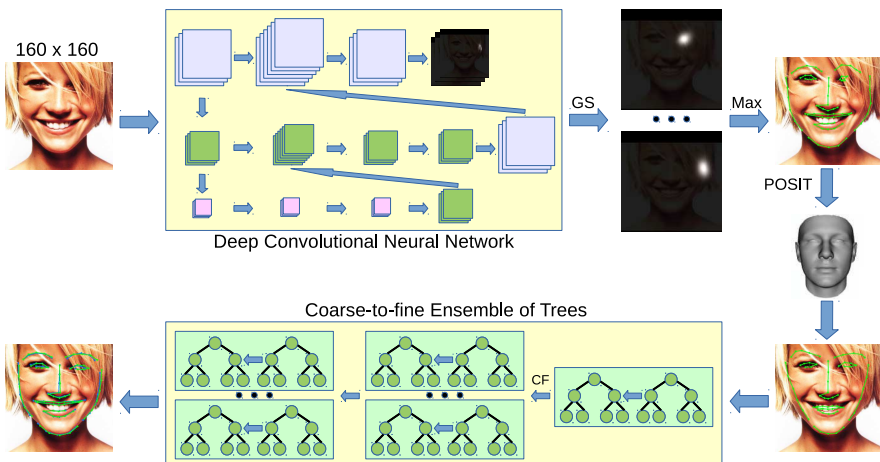 160 x 160
GS
Max
POSIT
Deep Convolutional Neural Network
Coarse-to-fine Ensemble of Trees
CF